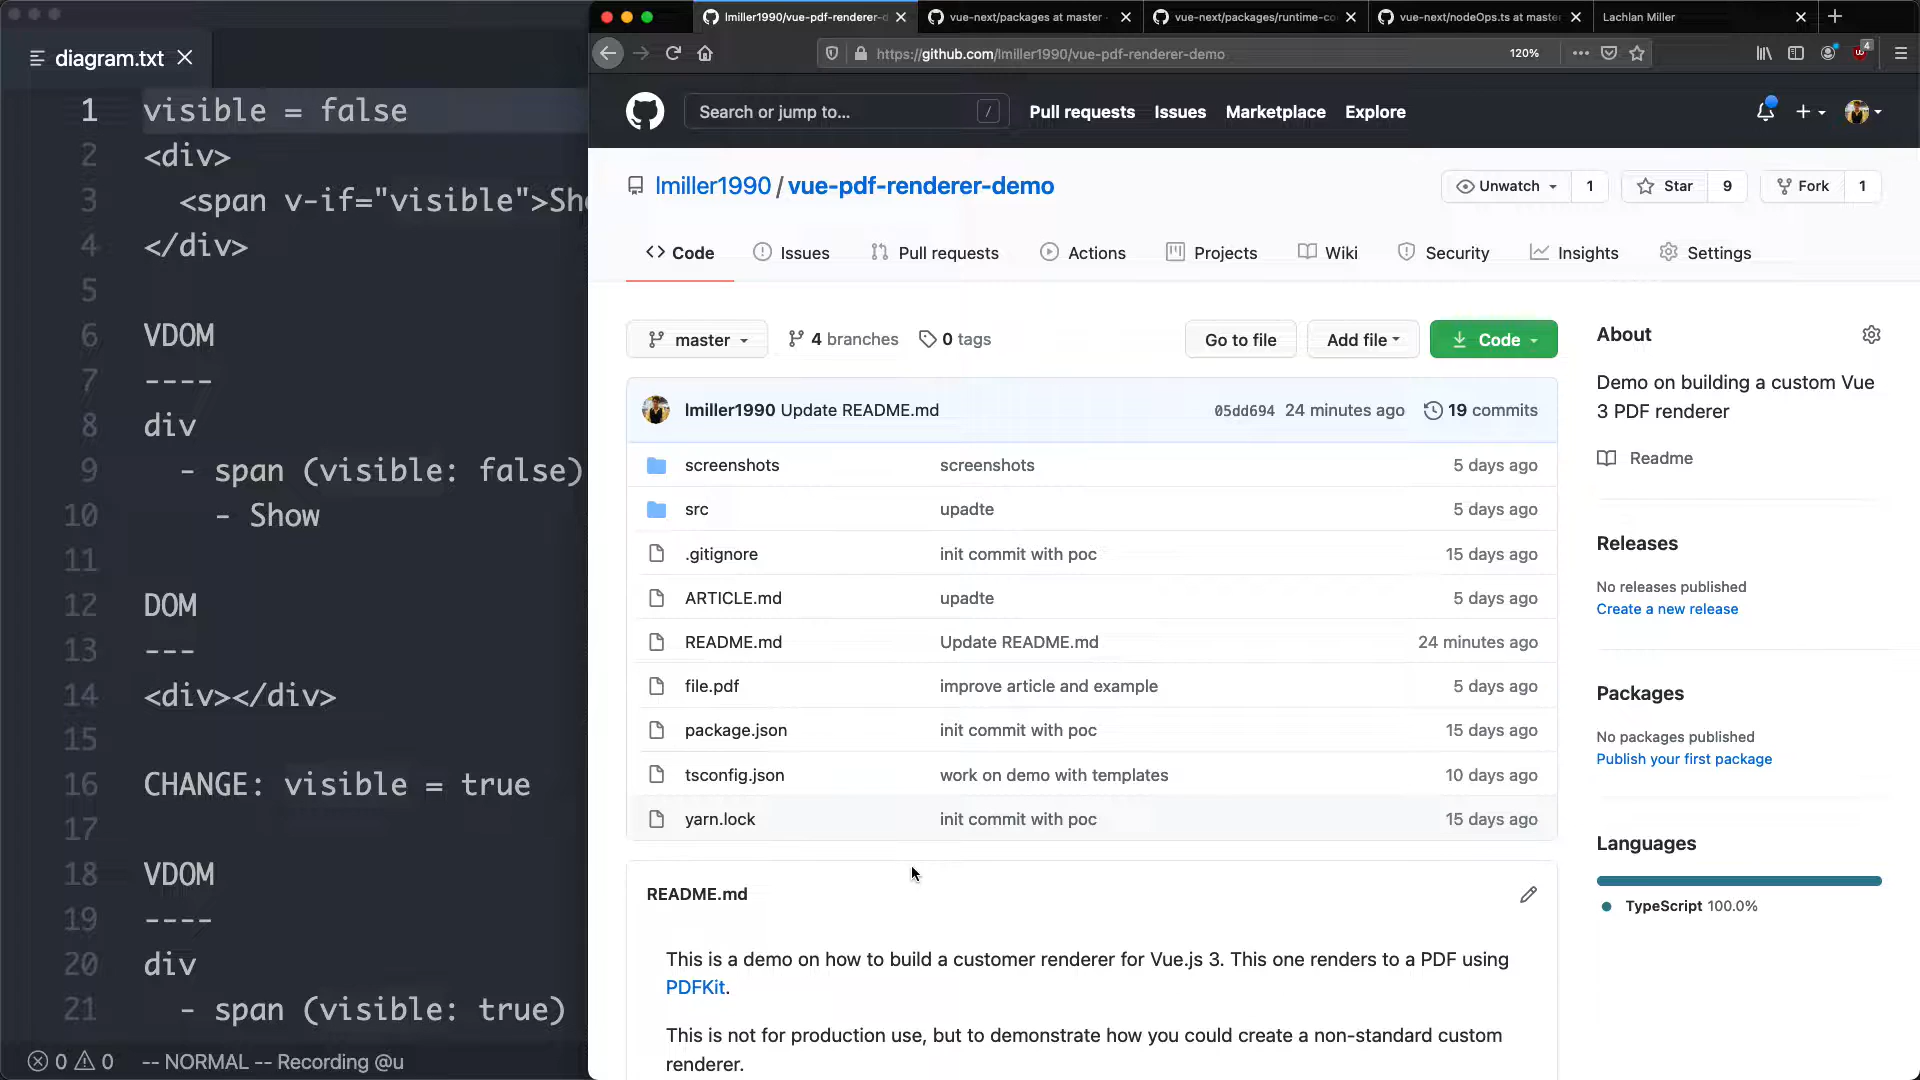 diagram.txt
1 visible = false
2 <div>
3 <span v-if="visible">Sh
4 </div>
5
6 VDOM
7 ----
8 div
9 - span (visible: false)
10 - Show
11
12 DOM
13 ---
14 <div></div>
15
16 CHANGE: visible = true
17
18 VDOM
19 ----
20 div
21 - span (visible: true)
0 0 -- NORMAL -- Recording @u
lmiller1990/vue-pdf-renderer-d
vue-next/packages at master
vue-next/packages/runtime-co
vue-next/nodeOps.ts at master
Lachlan Miller
https://github.com/lmiller1990/vue-pdf-renderer-demo
120%
4
Search or jump to... /
Pull requests Issues Marketplace Explore
lmiller1990 / vue-pdf-renderer-demo
Unwatch 1 Star 9 Fork 1
Code Issues Pull requests Actions Projects Wiki Security Insights Settings
master 4 branches 0 tags Go to file Add file Code
lmiller1990 Update README.md 05dd694 24 minutes ago 19 commits
screenshots screenshots 5 days ago
src upadte 5 days ago
.gitignore init commit with poc 15 days ago
ARTICLE.md upadte 5 days ago
README.md Update README.md 24 minutes ago
file.pdf improve article and example 5 days ago
package.json init commit with poc 15 days ago
tsconfig.json work on demo with templates 10 days ago
yarn.lock init commit with poc 15 days ago
README.md
This is a demo on how to build a customer renderer for Vue.js 3. This one renders to a PDF using
PDFKit.
This is not for production use, but to demonstrate how you could create a non-standard custom
renderer.
About
Demo on building a custom Vue
3 PDF renderer
Readme
Releases
No releases published
Create a new release
Packages
No packages published
Publish your first package
Languages
TypeScript 100.0%